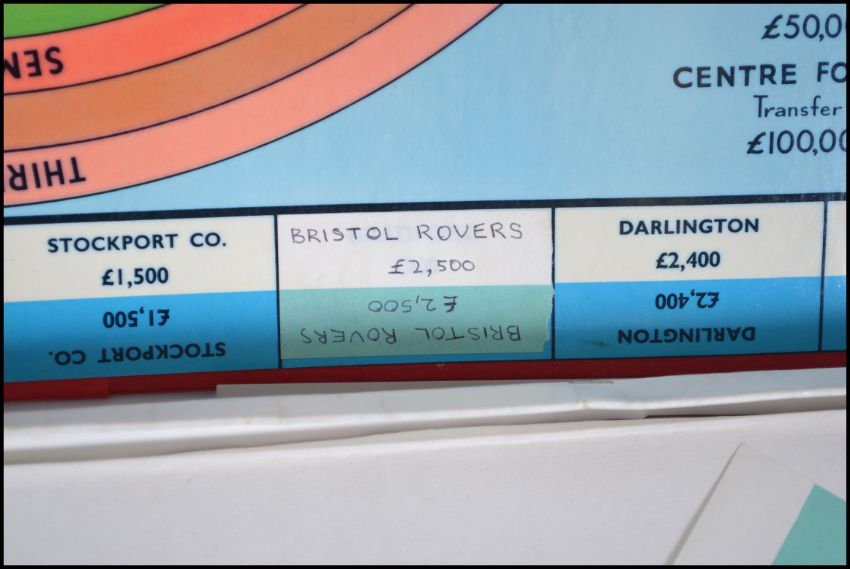 SEN
THIR
£50,0
CENTRE FO
Transfer
£100,00
STOCKPORT CO.
£1,500
£1,500
STOCKPORT CO.
BRISTOL ROVERS
£2,500
£2,500
BRISTOL ROVERS
DARLINGTON
£2,400
£2,400
DARLINGTON